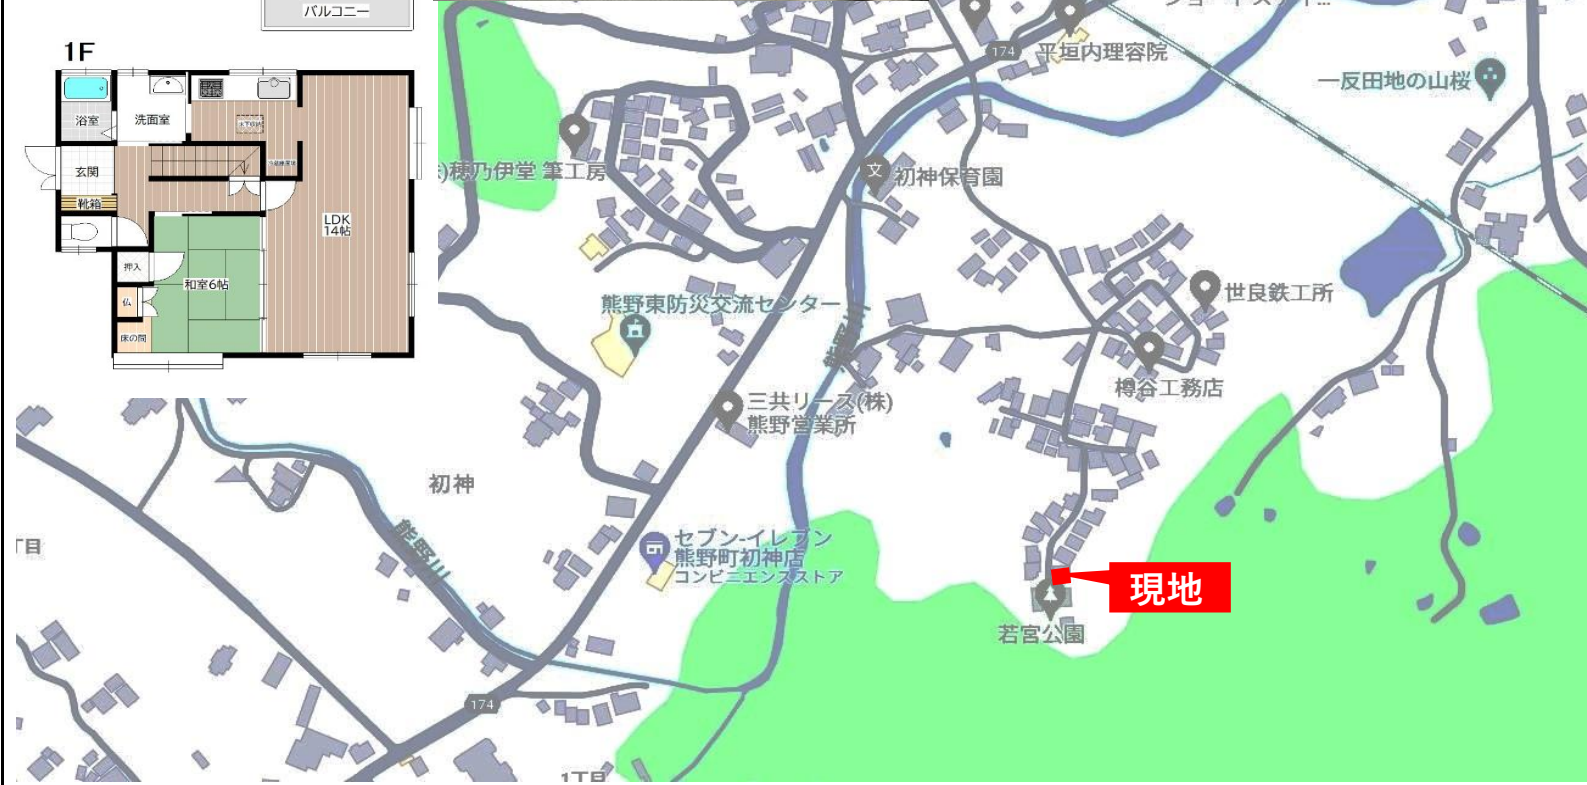 バルコニー
1F
浴室
洗面室
玄関
靴箱
LDK
14帖
押入
和室6帖
仏
床の間
174
平垣内理容院
一反田地の山桜
)穂乃伊堂 筆工房
文
初神保育園
熊野東防災交流センター
世良鉄工所
熊野川
樽谷工務店
三共リース(株)
熊野営業所
初神
丁目
熊野川
セブン-イレブン
熊野町初神店
コンビニエンスストア
現地
若宮公園
174
1丁目